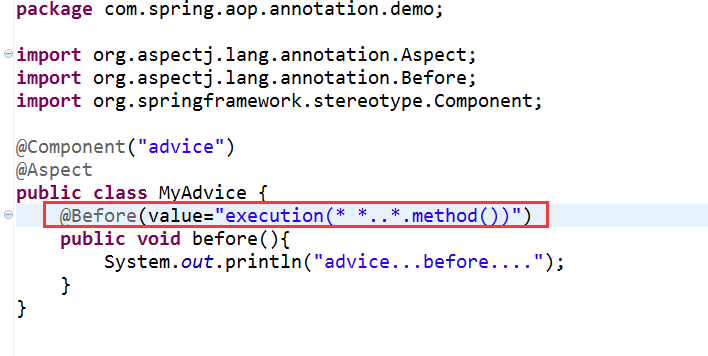 package com.spring.aop.annotation.demo;
import org.aspectj.lang.annotation.Aspect;
import org.aspectj.lang.annotation.Before;
import org.springframework.stereotype.Component;
@Component("advice")
@Aspect
public class MyAdvice {
@Before(value="execution(* *..*.method())")
public void before(){
System.out.println("advice...before....");
}
}